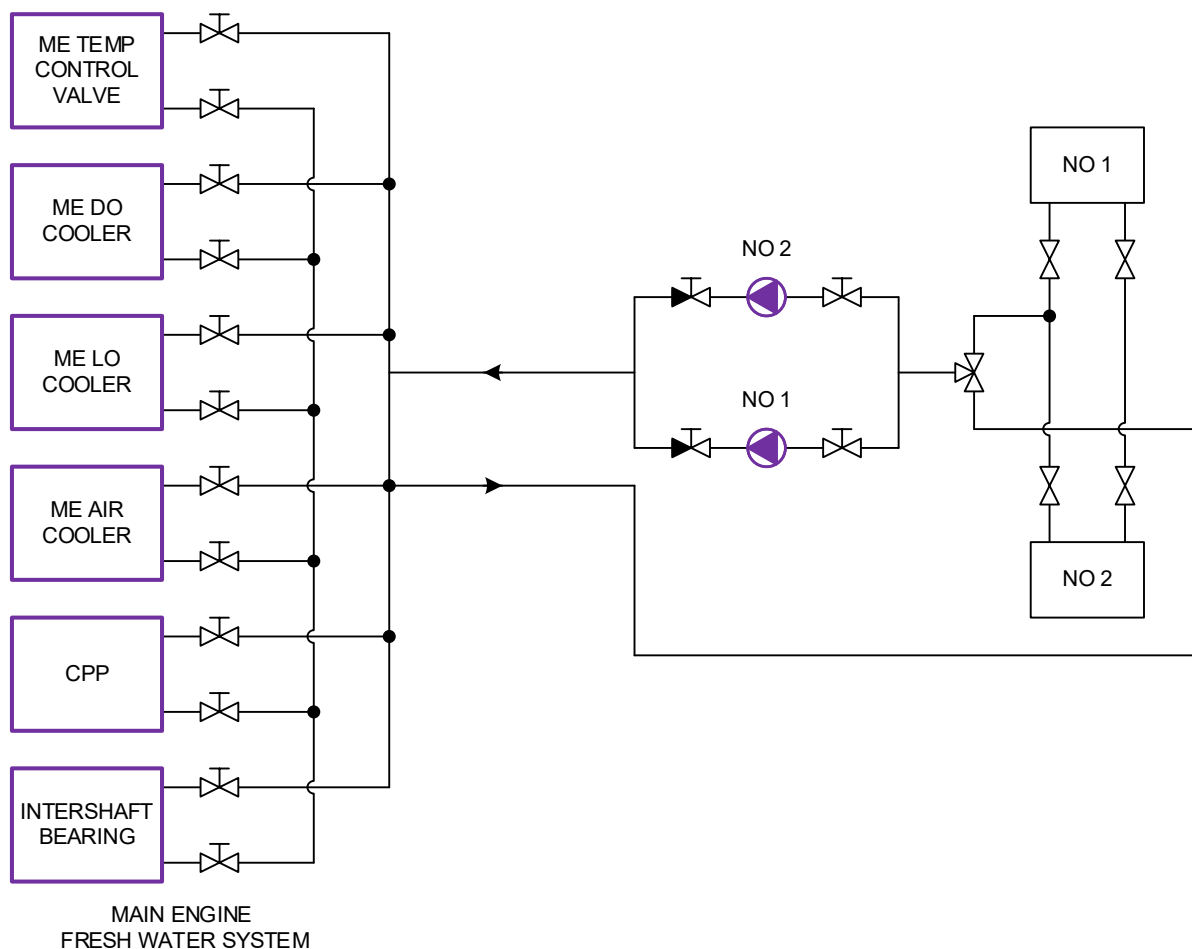 ME TEMP
CONTROL
VALVE
ME DO
COOLER
ME LO
COOLER
ME AIR
COOLER
CPP
INTERSHAFT
BEARING
MAIN ENGINE
FRESH WATER SYSTEM
NO 2
NO 1
NO 1
NO 2